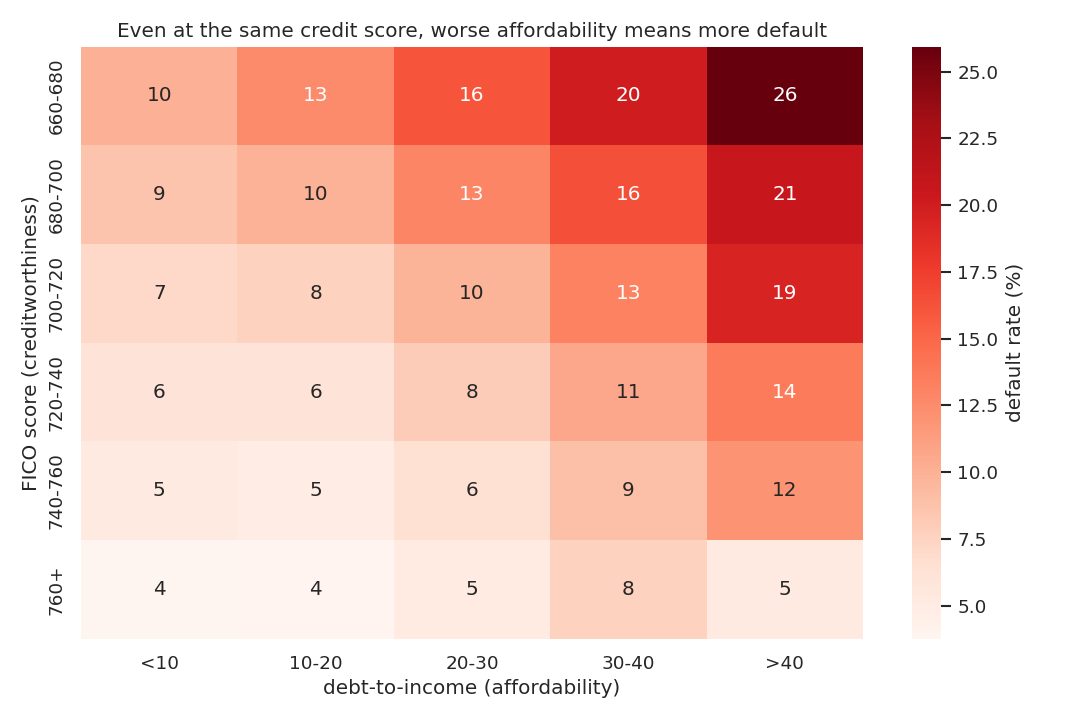 Even at the same credit score, worse affordability means more default
FICO score (creditworthiness)
660-680
10 13 16 20 26
680-700
9 10 13 16 21
700-720
7 8 10 13 19
720-740
6 6 8 11 14
740-760
5 5 6 9 12
760+
4 4 5 8 5
<10 10-20 20-30 30-40 >40
debt-to-income (affordability)
25.0
22.5
20.0
17.5
15.0
12.5
10.0
7.5
5.0
default rate (%)